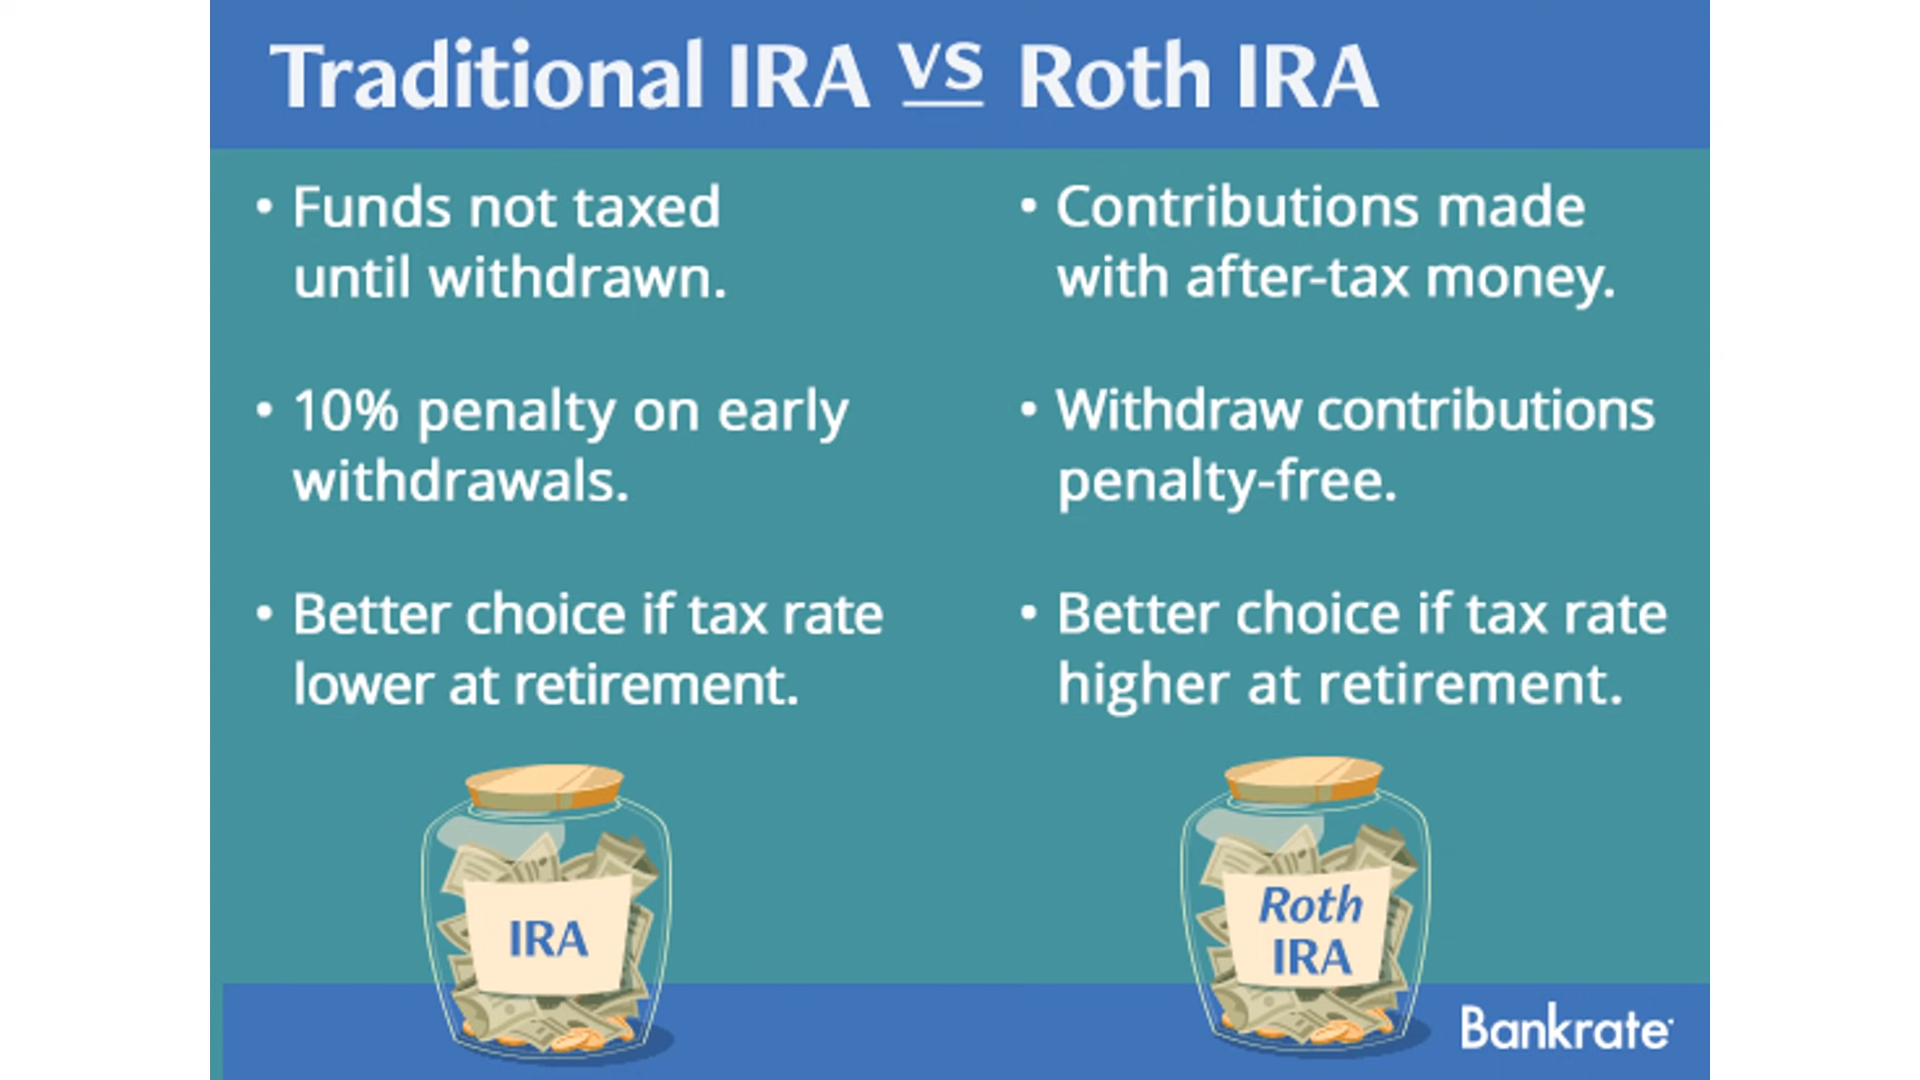 Traditional IRA vs Roth IRA
• Funds not taxed
until withdrawn.
• 10% penalty on early
withdrawals.
• Better choice if tax rate
lower at retirement.
• Contributions made
with after-tax money.
• Withdraw contributions
penalty-free.
• Better choice if tax rate
higher at retirement.
IRA
Roth
IRA
Bankrate